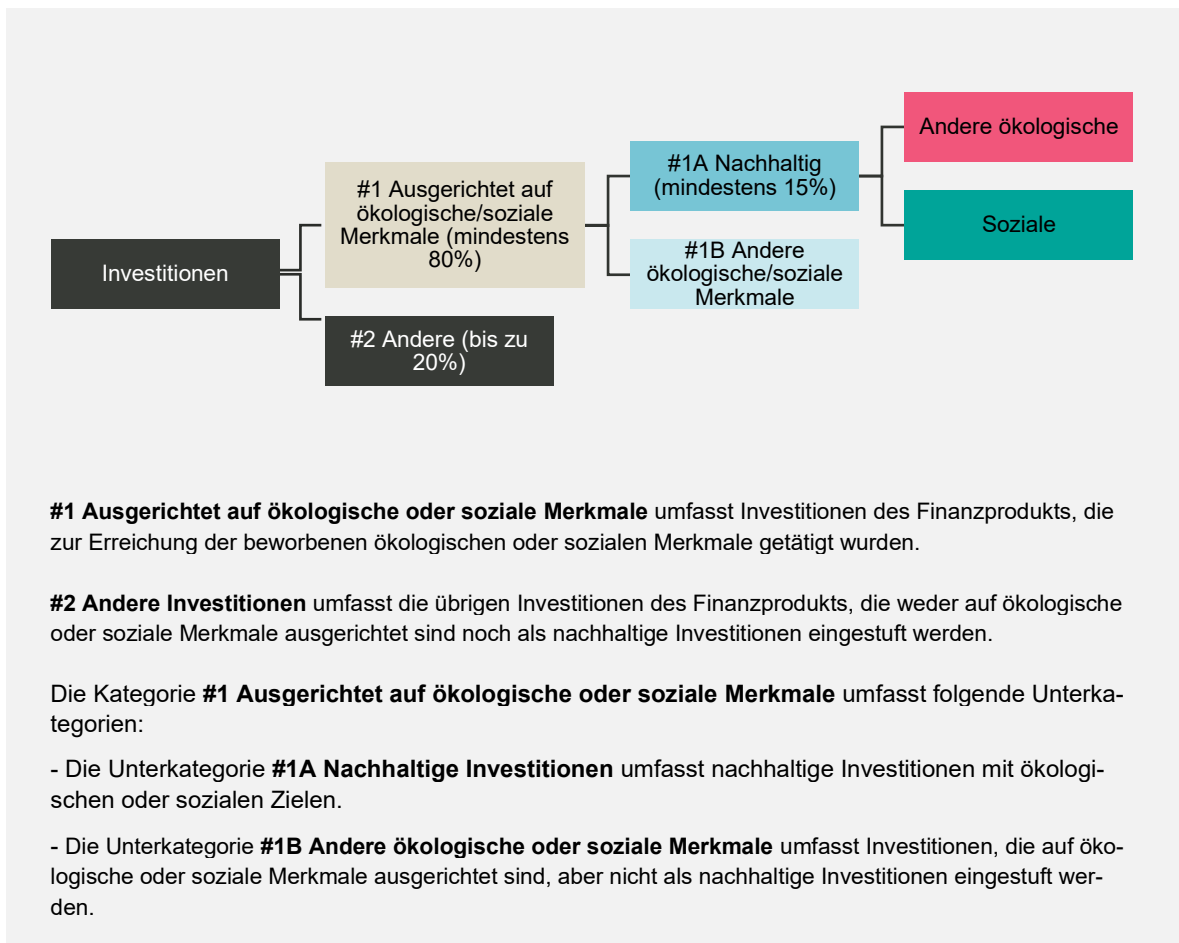 Investitionen
#1 Ausgerichtet auf
ökologische/soziale
Merkmale (mindestens
80%)
#2 Andere (bis zu
20%)
#1A Nachhaltig
(mindestens 15%)
#1B Andere
ökologische/soziale
Merkmale
Andere ökologische
Soziale
#1 Ausgerichtet auf ökologische oder soziale Merkmale umfasst Investitionen des Finanzprodukts, die
zur Erreichung der beworbenen ökologischen oder sozialen Merkmale getätigt wurden.
#2 Andere Investitionen umfasst die übrigen Investitionen des Finanzprodukts, die weder auf ökologische
oder soziale Merkmale ausgerichtet sind noch als nachhaltige Investitionen eingestuft werden.
Die Kategorie #1 Ausgerichtet auf ökologische oder soziale Merkmale umfasst folgende Unterka-
tegorien:
- Die Unterkategorie #1A Nachhaltige Investitionen umfasst nachhaltige Investitionen mit ökologi-
schen oder sozialen Zielen.
- Die Unterkategorie #1B Andere ökologische oder soziale Merkmale umfasst Investitionen, die auf öko-
logische oder soziale Merkmale ausgerichtet sind, aber nicht als nachhaltige Investitionen eingestuft wer-
den.